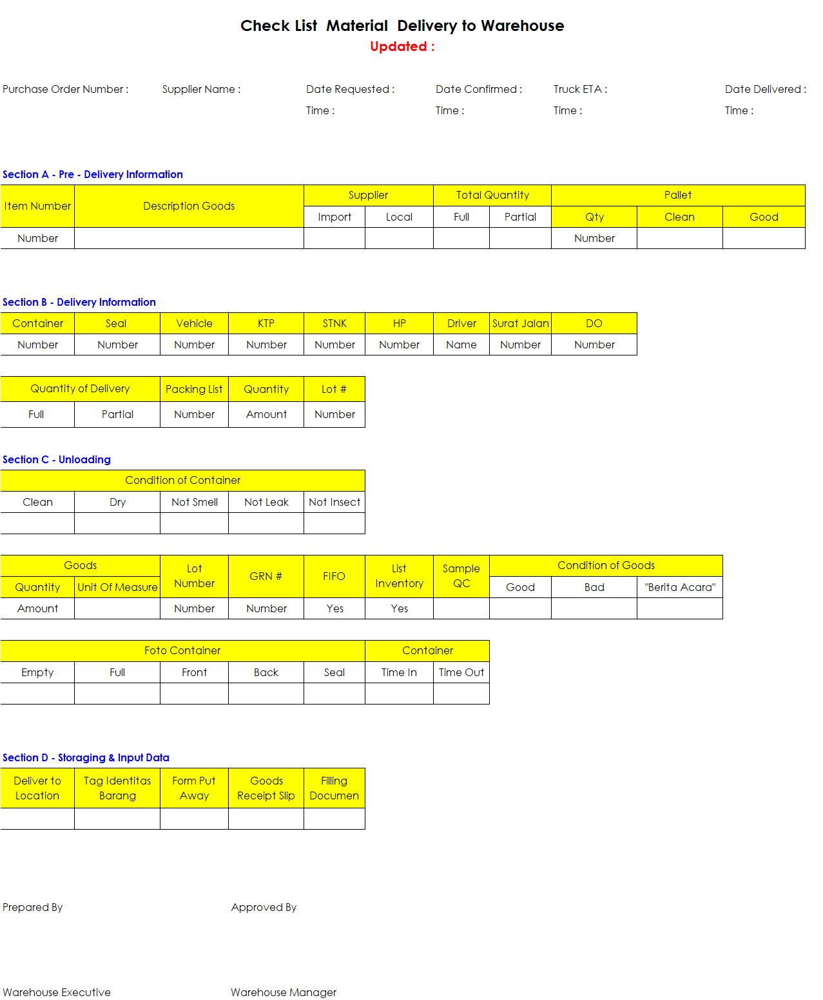 Check List Material Delivery to Warehouse
Updated :
Purchase Order Number : Supplier Name : Date Requested : Date Confirmed : Truck ETA : Date Delivered :
Time : Time : Time : Time :
Section A - Pre - Delivery Information
Item Number Description Goods Supplier Total Quantity Pallet
Import Local Full Partial Qty Clean Good
Number Number
Section B - Delivery Information
Container Seal Vehicle KTP STNK HP Driver Surat Jalan DO
Number Number Number Number Number Number Name Number Number
Quantity of Delivery Packing List Quantity Lot #
Full Partial Number Amount Number
Section C - Unloading
Condition of Container
Clean Dry Not Smell Not Leak Not Insect
Goods Lot Number GRN # FIFO List Inventory Sample QC Condition of Goods
Quantity Unit Of Measure Good Bad "Berita Acara"
Amount Number Number Yes Yes
Foto Container Container
Empty Full Front Back Seal Time In Time Out
Section D - Storaging & Input Data
Deliver to Tag Identitas Form Put Goods Filling
Location Barang Away Receipt Slip Documen
Prepared By Approved By
Warehouse Executive Warehouse Manager